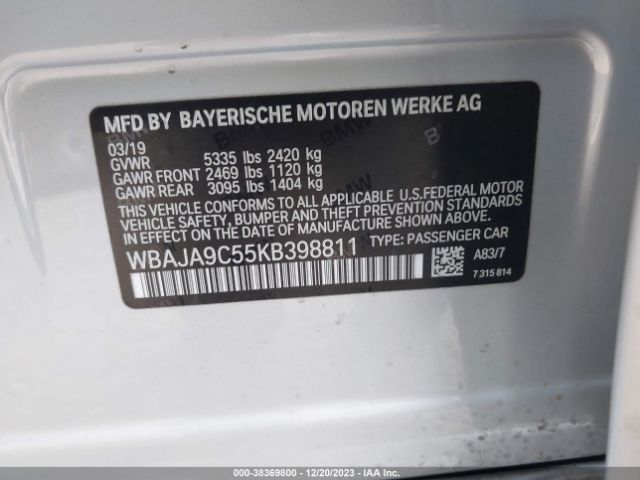 MFD BY BAYERISCHE MOTOREN WERKE AG
03/19
GVWR 5335 lbs 2420 kg
GAWR FRONT 2469 lbs 1120 kg
GAWR REAR 3095 lbs 1404 kg
THIS VEHICLE CONFORMS TO ALL APPLICABLE U.S.FEDERAL MOTOR
VEHICLE SAFETY, BUMPER AND THEFT PREVENTION STANDARDS
IN EFFECT ON THE DATE OF MANUFACTURE SHOWN ABOVE.
WBAJA9C55KB398811 TYPE: PASSENGER CAR
A83/7
7 315 814
000-38369800 - 12/20/2023 - IAA Inc.